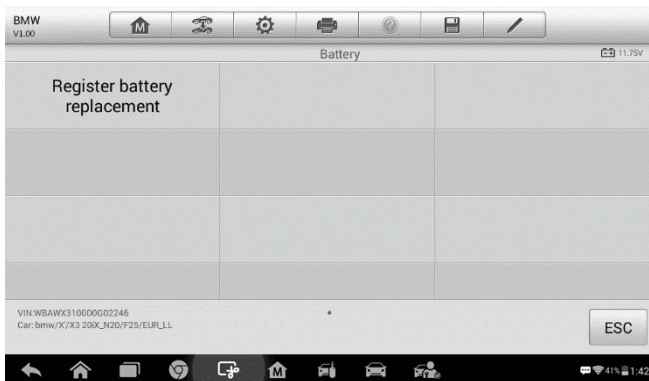 BMW
V1.00
M
?
Battery
11.75V
Register battery
replacement
VIN:WBAWX3100D0G02246
Car: bmw/X'/X3 20iX_N20/F25/EUR_LL
ESC
M
41% 1:42